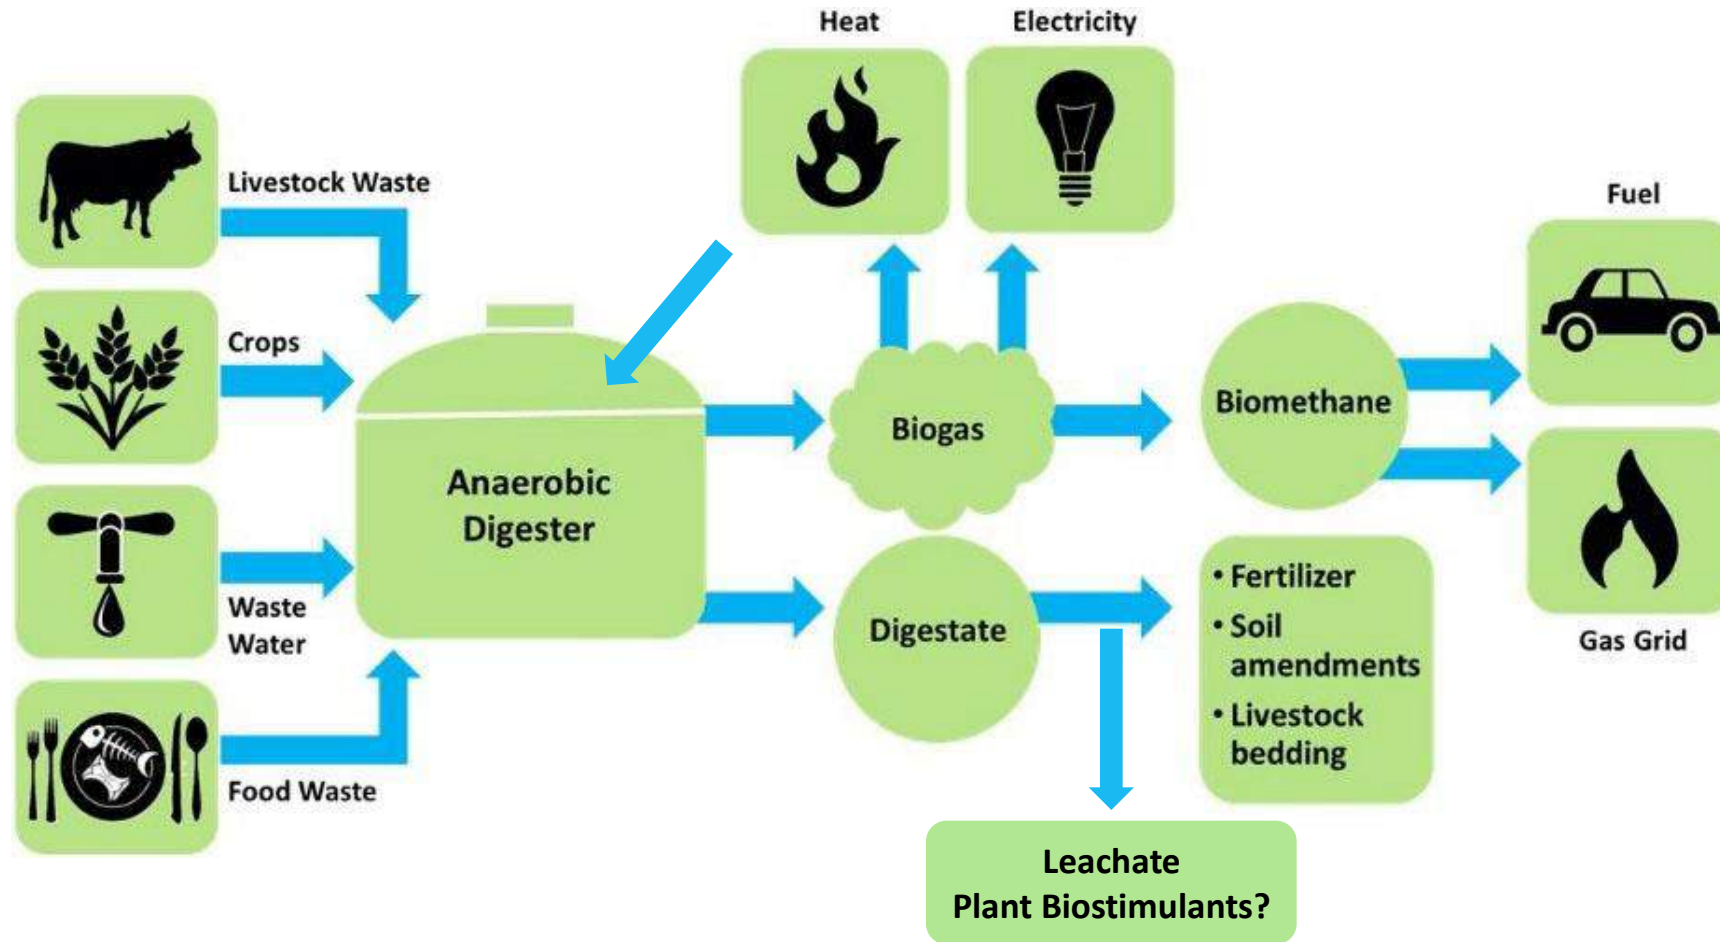 Heat
Electricity
Livestock Waste
Fuel
Crops
Biogas
Biomethane
Anaerobic
Digester
Waste
Water
Digestate
• Fertilizer
• Soil
amendments
• Livestock
bedding
Gas Grid
Food Waste
Leachate
Plant Biostimulants?